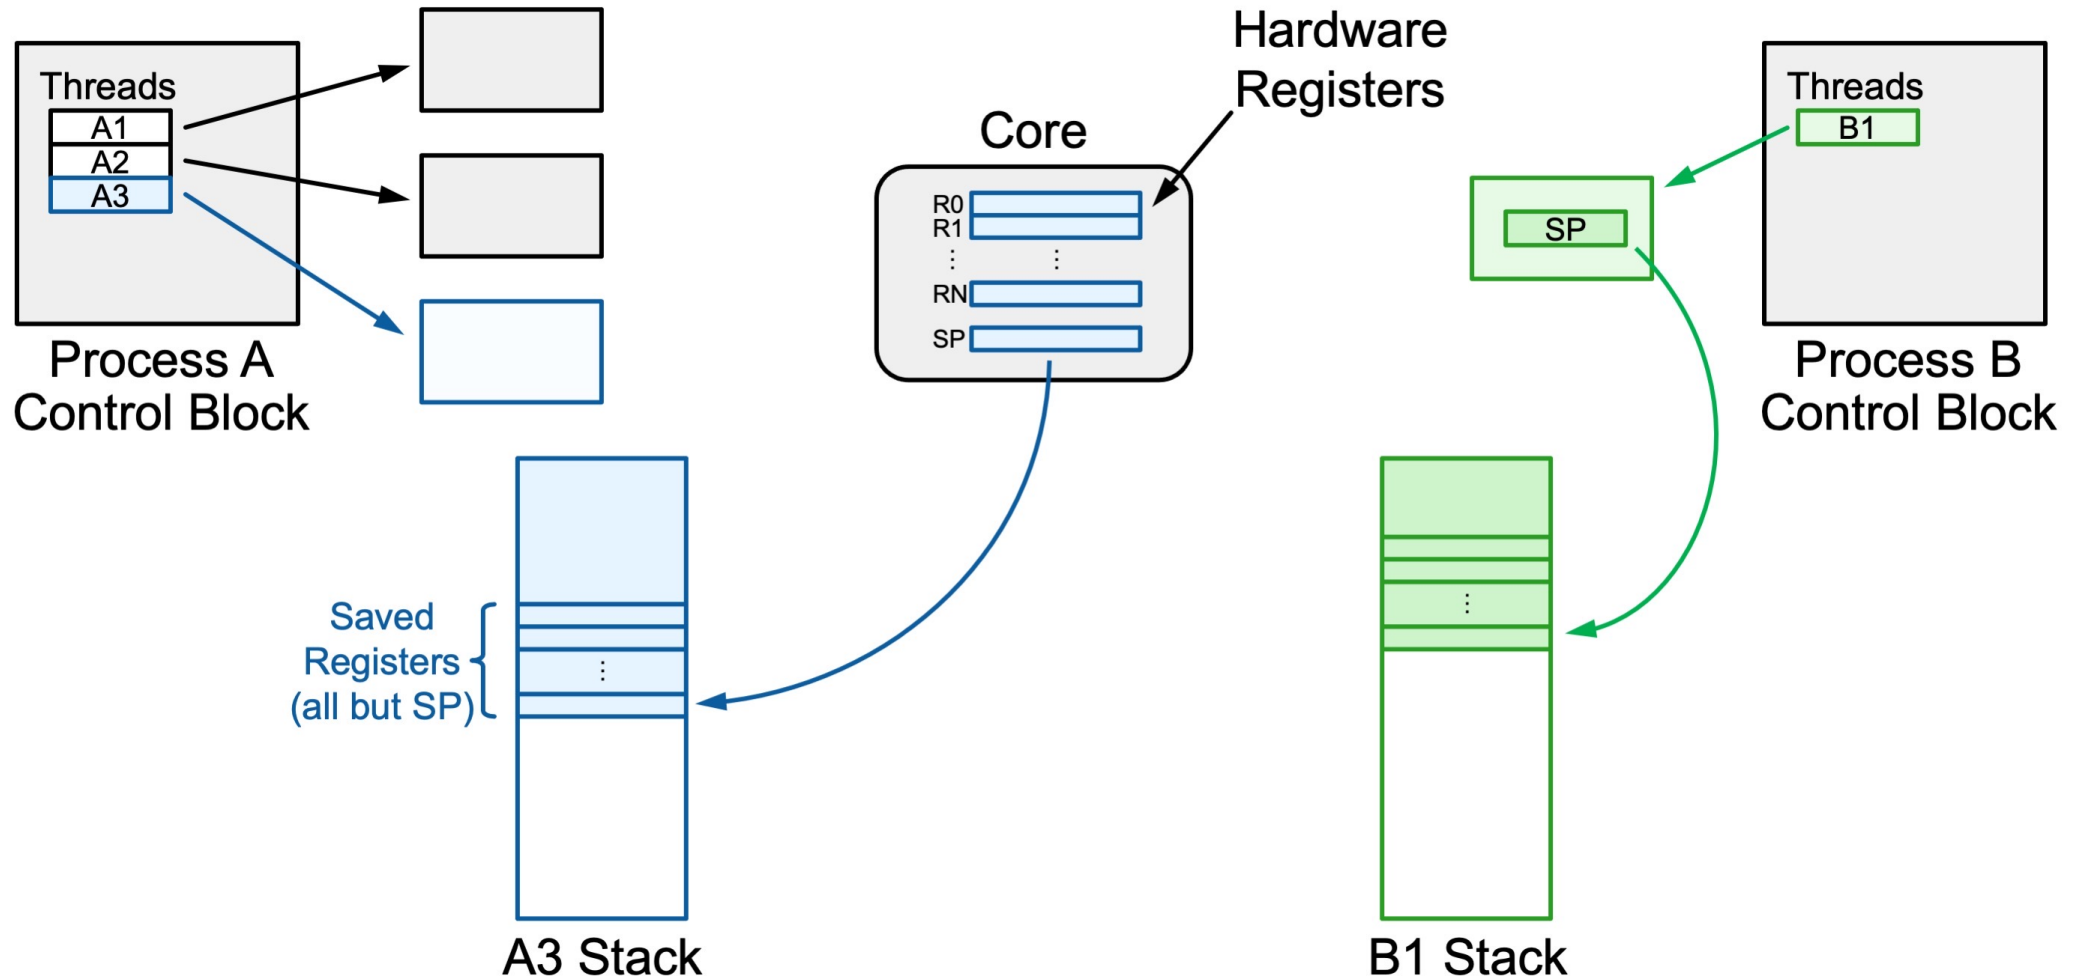 Threads
A1
A2
A3
Process A
Control Block
Hardware
Registers
Core
R0
R1
⋮ ⋮
RN
SP
Threads
B1
SP
Process B
Control Block
Saved
Registers
(all but SP)
⋮
A3 Stack
⋮
B1 Stack